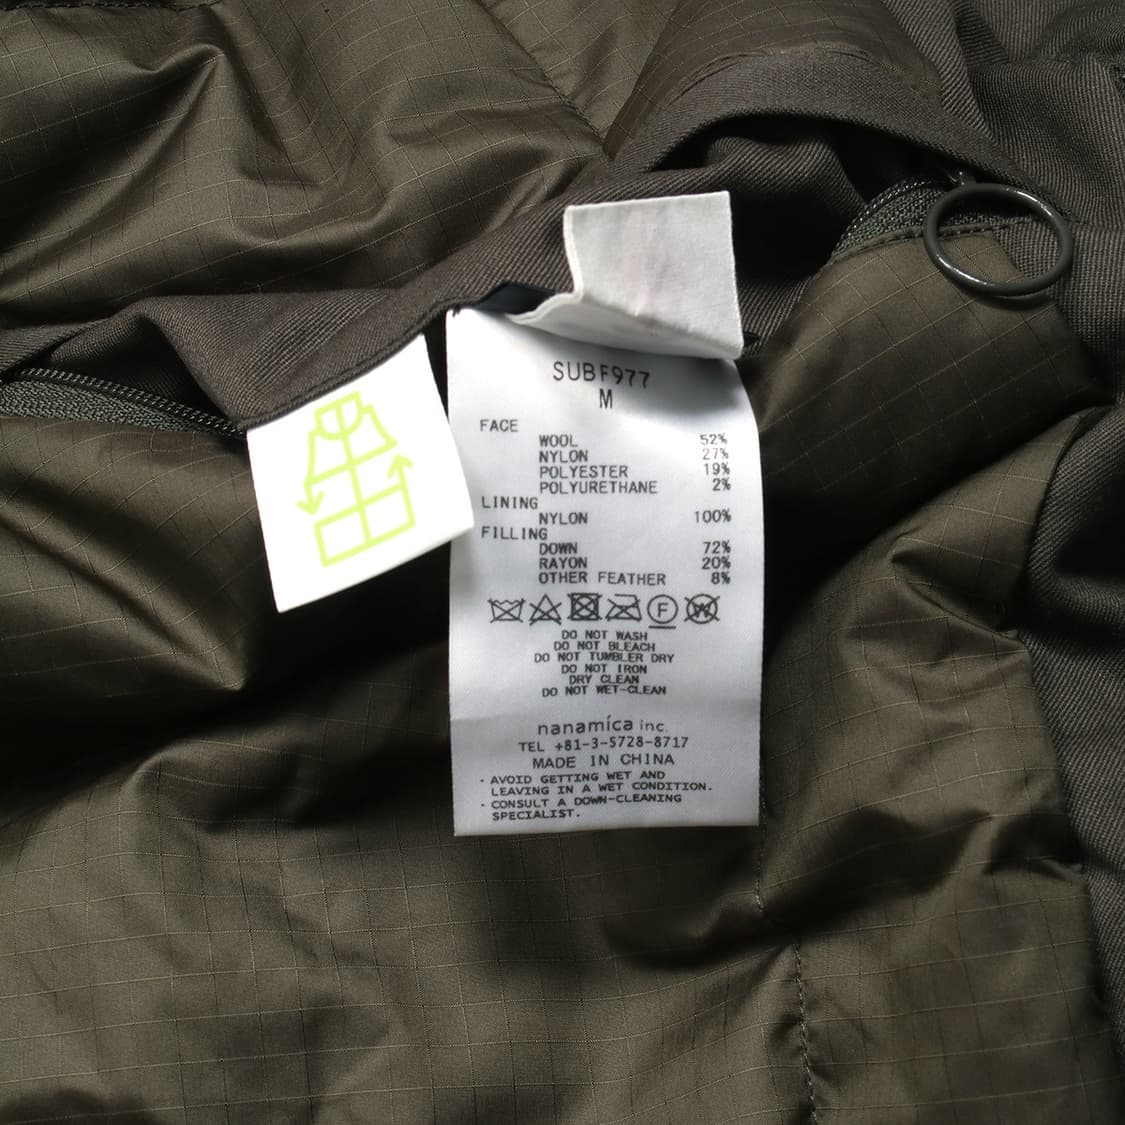 SUBF977
M
FACE
WOOL 52%
NYLON 27%
POLYESTER 19%
POLYURETHANE 2%
LINING
NYLON 100%
FILLING
DOWN 72%
RAYON 20%
OTHER FEATHER 8%
F W
DO NOT WASH
DO NOT BLEACH
DO NOT TUMBLER DRY
DO NOT IRON
DRY CLEAN
DO NOT WET-CLEAN
nanamica inc.
TEL +81-3-5728-8717
MADE IN CHINA
· AVOID GETTING WET AND
LEAVING IN A WET CONDITION.
· CONSULT A DOWN-CLEANING
SPECIALIST.